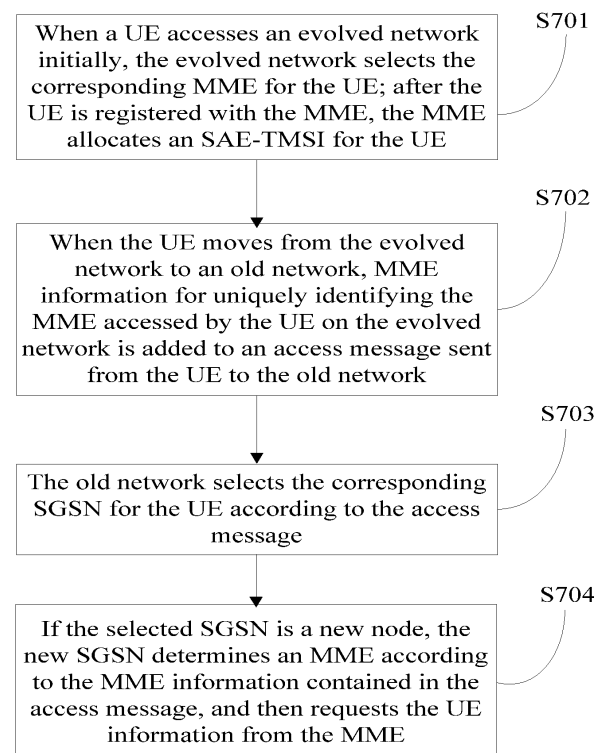 S701
When a UE accesses an evolved network
initially, the evolved network selects the
corresponding MME for the UE; after the
UE is registered with the MME, the MME
allocates an SAE-TMSI for the UE
S702
When the UE moves from the evolved
network to an old network, MME
information for uniquely identifying the
MME accessed by the UE on the evolved
network is added to an access message sent
from the UE to the old network
S703
The old network selects the corresponding
SGSN for the UE according to the access
message
S704
If the selected SGSN is a new node, the
new SGSN determines an MME according
to the MME information contained in the
access message, and then requests the UE
information from the MME